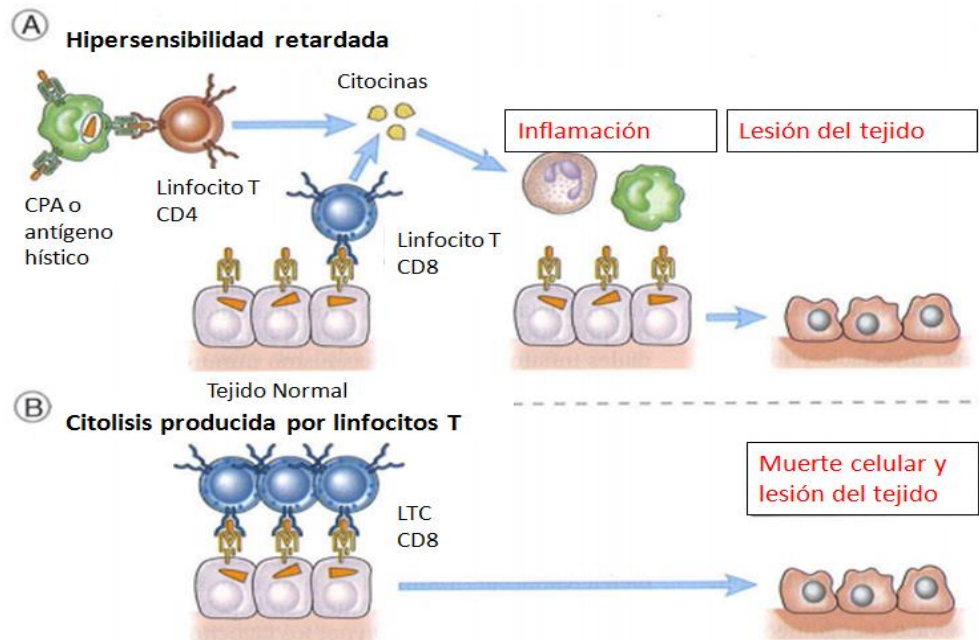 A
Hipersensibilidad retardada
Citocinas
Inflamación
Lesión del tejido
CPA o
antígeno
hístico
Linfocito T
CD4
Linfocito T
CD8
Tejido Normal
B
Citolisis producida por linfocitos T
LTC
CD8
Muerte celular y
lesión del tejido